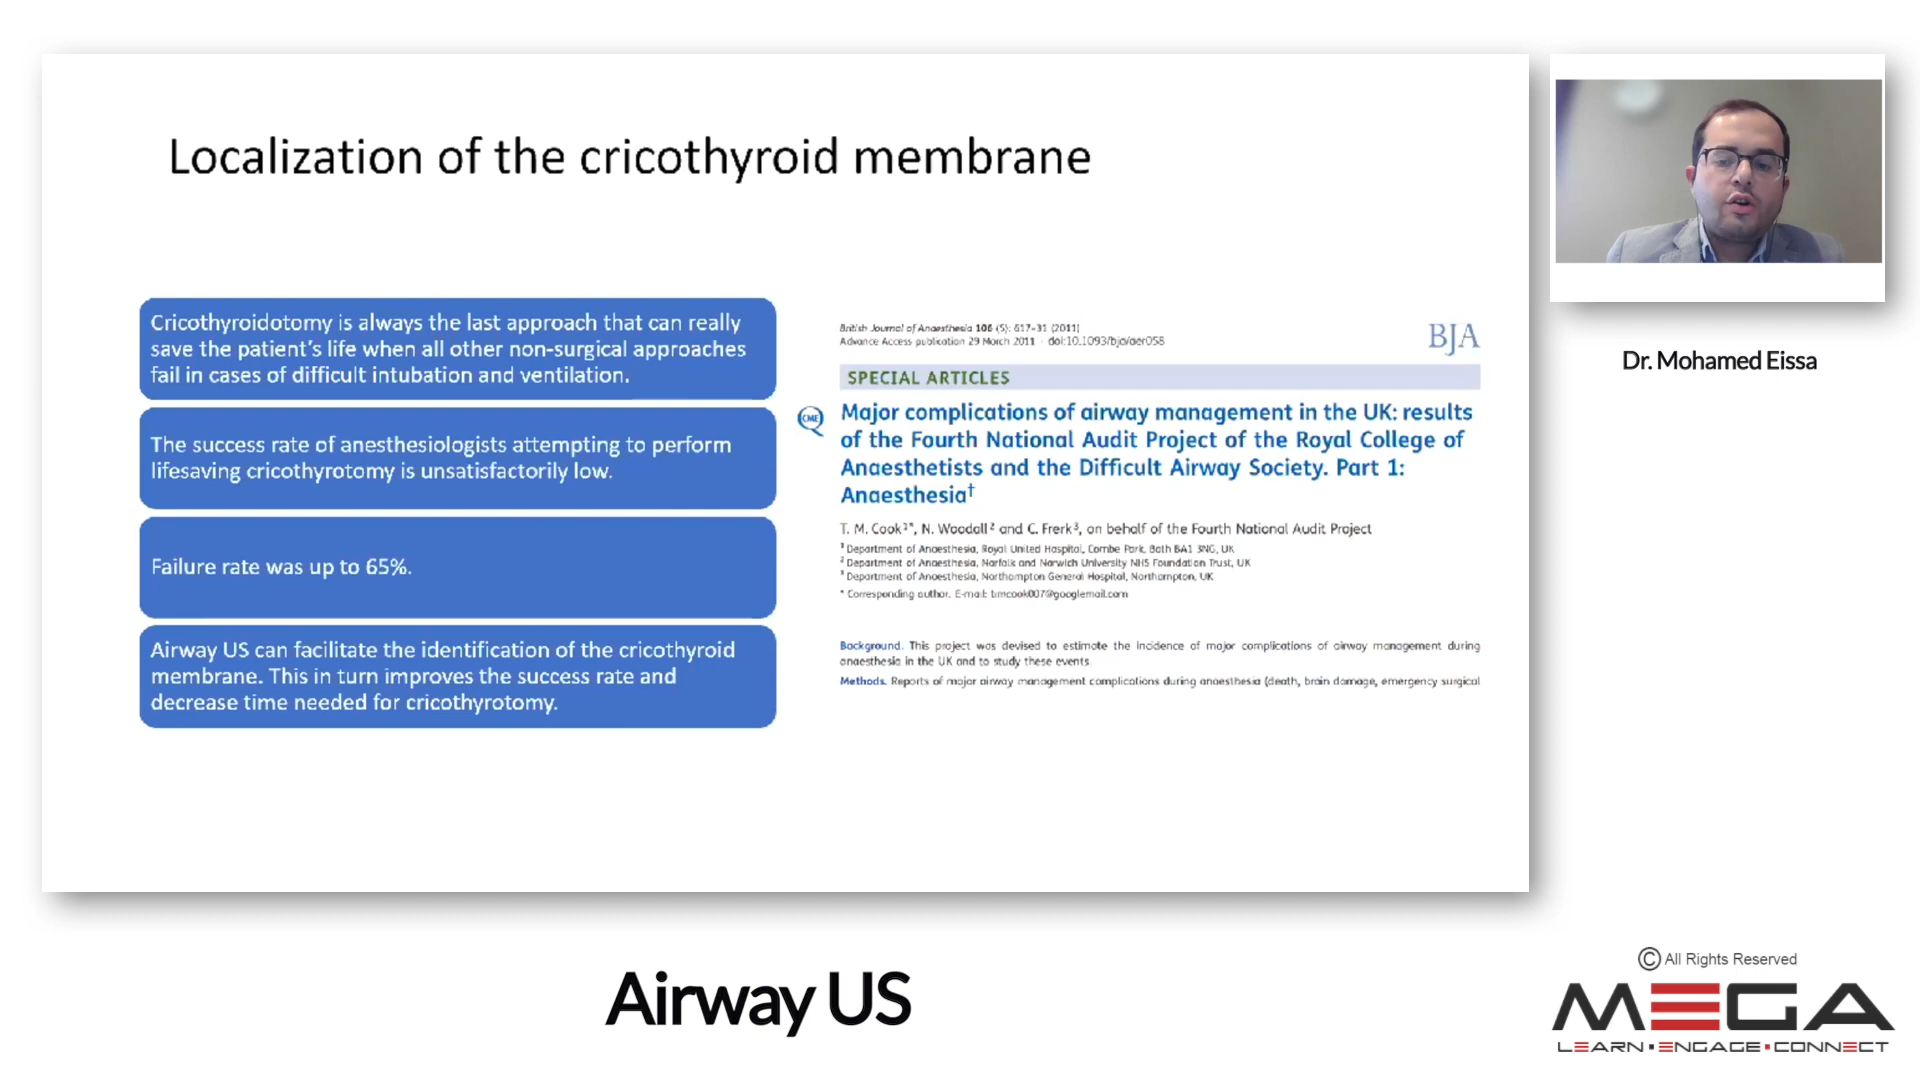 Localization of the cricothyroid membrane
Cricothyroidotomy is always the last approach that can really
save the patient's life when all other non-surgical approaches
fail in cases of difficult intubation and ventilation.
The success rate of anesthesiologists attempting to perform
lifesaving cricothyrotomy is unsatisfactorily low.
Failure rate was up to 65%.
Airway US can facilitate the identification of the cricothyroid
membrane. This in turn improves the success rate and
decrease time needed for cricothyrotomy.
British Journal of Anaesthesia 106 (5): 617–31 (2011)
Advance Access publication 29 March 2011 · doi:10.1093/bja/aer058
BJA
SPECIAL ARTICLES
CME
Major complications of airway management in the UK: results
of the Fourth National Audit Project of the Royal College of
Anaesthetists and the Difficult Airway Society. Part 1:
Anaesthesia†
T. M. Cook1*, N. Woodall2 and C. Frerk3, on behalf of the Fourth National Audit Project
1 Department of Anaesthesia, Royal United Hospital, Combe Park, Bath BA1 3NG, UK
2 Department of Anaesthesia, Norfolk and Norwich University NHS Foundation Trust, UK
3 Department of Anaesthesia, Northampton General Hospital, Northampton, UK
* Corresponding author. E-mail: timcook007@googlemail.com
Background. This project was devised to estimate the incidence of major complications of airway management during
anaesthesia in the UK and to study these events.
Methods. Reports of major airway management complications during anaesthesia (death, brain damage, emergency surgical
Dr. Mohamed Eissa
Airway US
© All Rights Reserved
MEGA
LEARN▪ENGAGE▪CONNECT